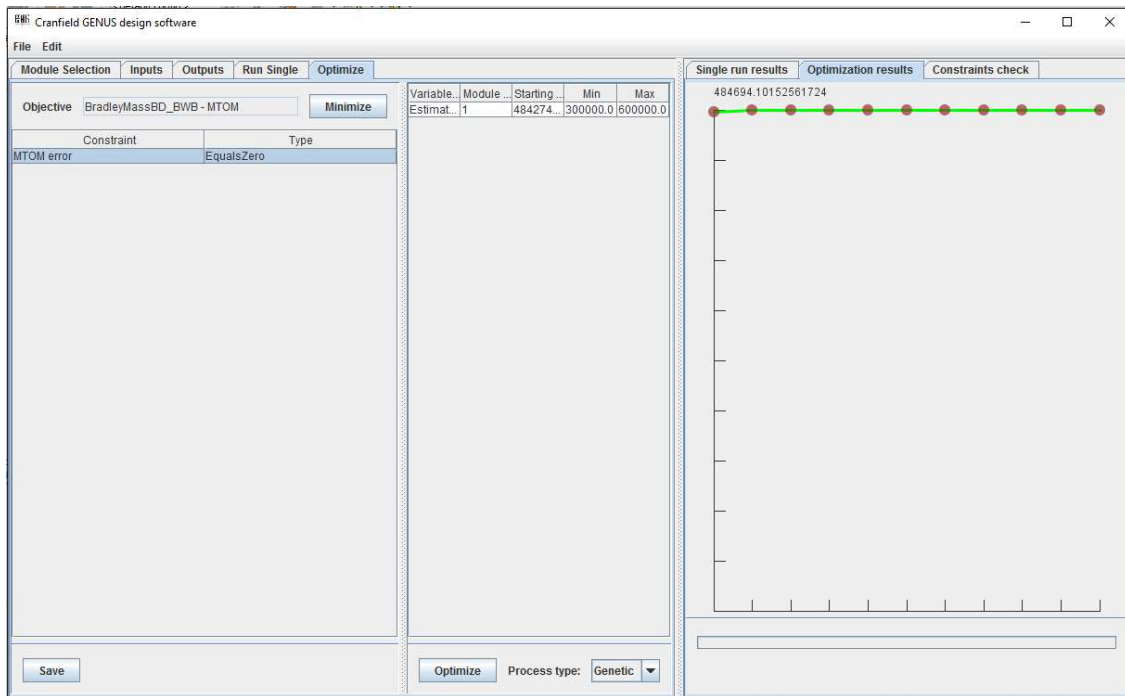 Cranfield GENUS design software
File Edit
Module Selection Inputs Outputs Run Single Optimize
Objective BradleyMassBD_BWB - MTOM Minimize
Constraint Type
MTOM error EqualsZero
Variable... Module ... Starting ... Min Max
Estimat... 1 484274... 300000.0 600000.0
Single run results Optimization results Constraints check
484694.10152561724
Save
Optimize Process type: Genetic